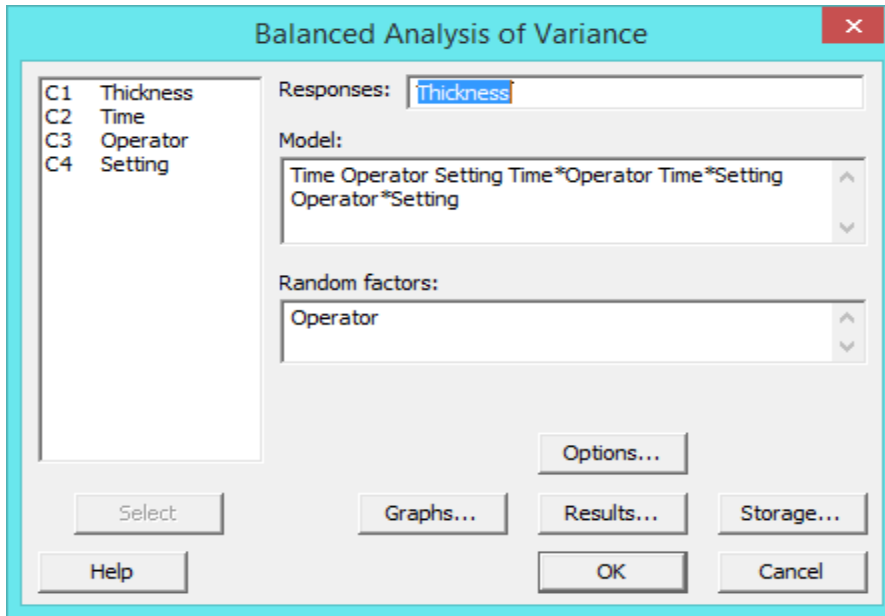 Balanced Analysis of Variance
C1 Thickness
C2 Time
C3 Operator
C4 Setting
Responses: Thickness
Model:
Time Operator Setting Time*Operator Time*Setting
Operator*Setting
Random factors:
Operator
Options...
Select
Graphs...
Results...
Storage...
Help
OK
Cancel